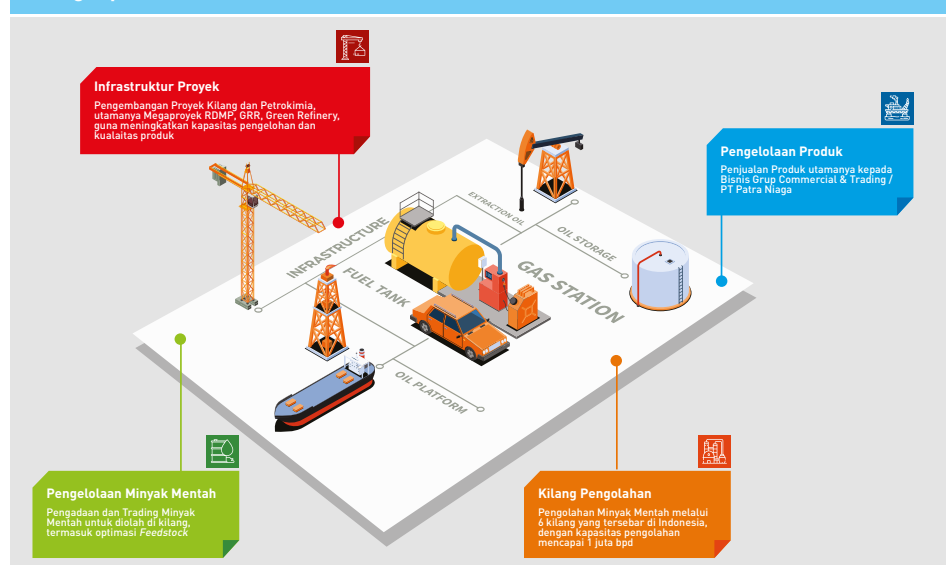 Infrastruktur Proyek
Pengembangan Proyek Kilang dan Petrokimia,
utamanya Megaproyek RDMP, GRR, Green Refinery,
guna meningkatkan kapasitas pengelohan dan
kualaitas produk
Pengelolaan Produk
Penjualan Produk utamanya kepada
Bisnis Grup Commercial & Trading /
PT Patra Niaga
EXTRACTION OIL
OIL STORAGE
INFRASTRUCTURE
FUEL TANK
GAS STATION
OIL PLATFORM
Pengelolaan Minyak Mentah
Pengadaan dan Trading Minyak
Mentah untuk diolah di kilang,
termasuk optimasi Feedstock
Kilang Pengolahan
Pengolahan Minyak Mentah melalui
6 kilang yang tersebar di Indonesia,
dengan kapasitas pengolahan
mencapai 1 juta bpd